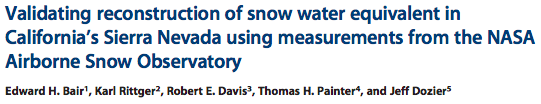 Validating reconstruction of snow water equivalent in
California's Sierra Nevada using measurements from the NASA
Airborne Snow Observatory
Edward H. Bair¹, Karl Rittger², Robert E. Davis³, Thomas H. Painter⁴, and Jeff Dozier⁵